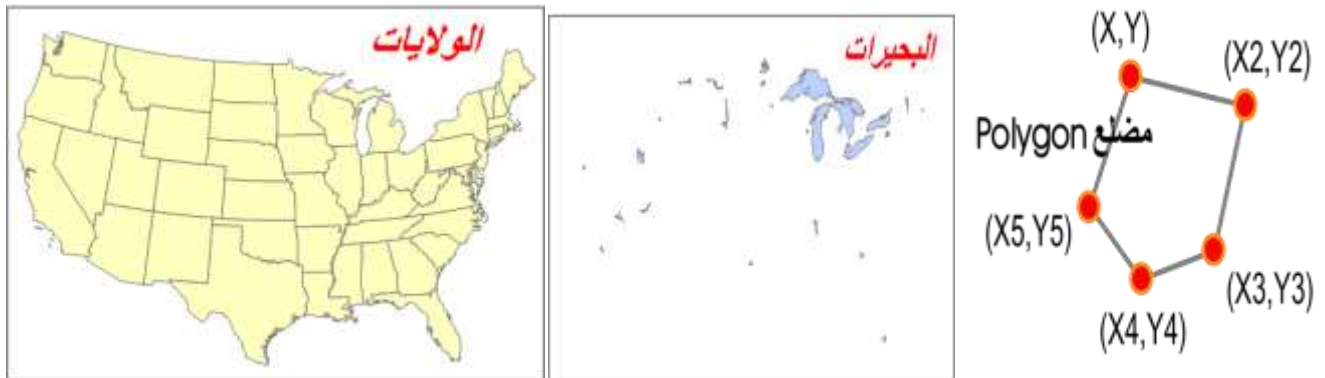 الولايات
البحيرات
(X,Y)
(X2,Y2)
Polygon مضلع
(X5,Y5)
(X3,Y3)
(X4,Y4)